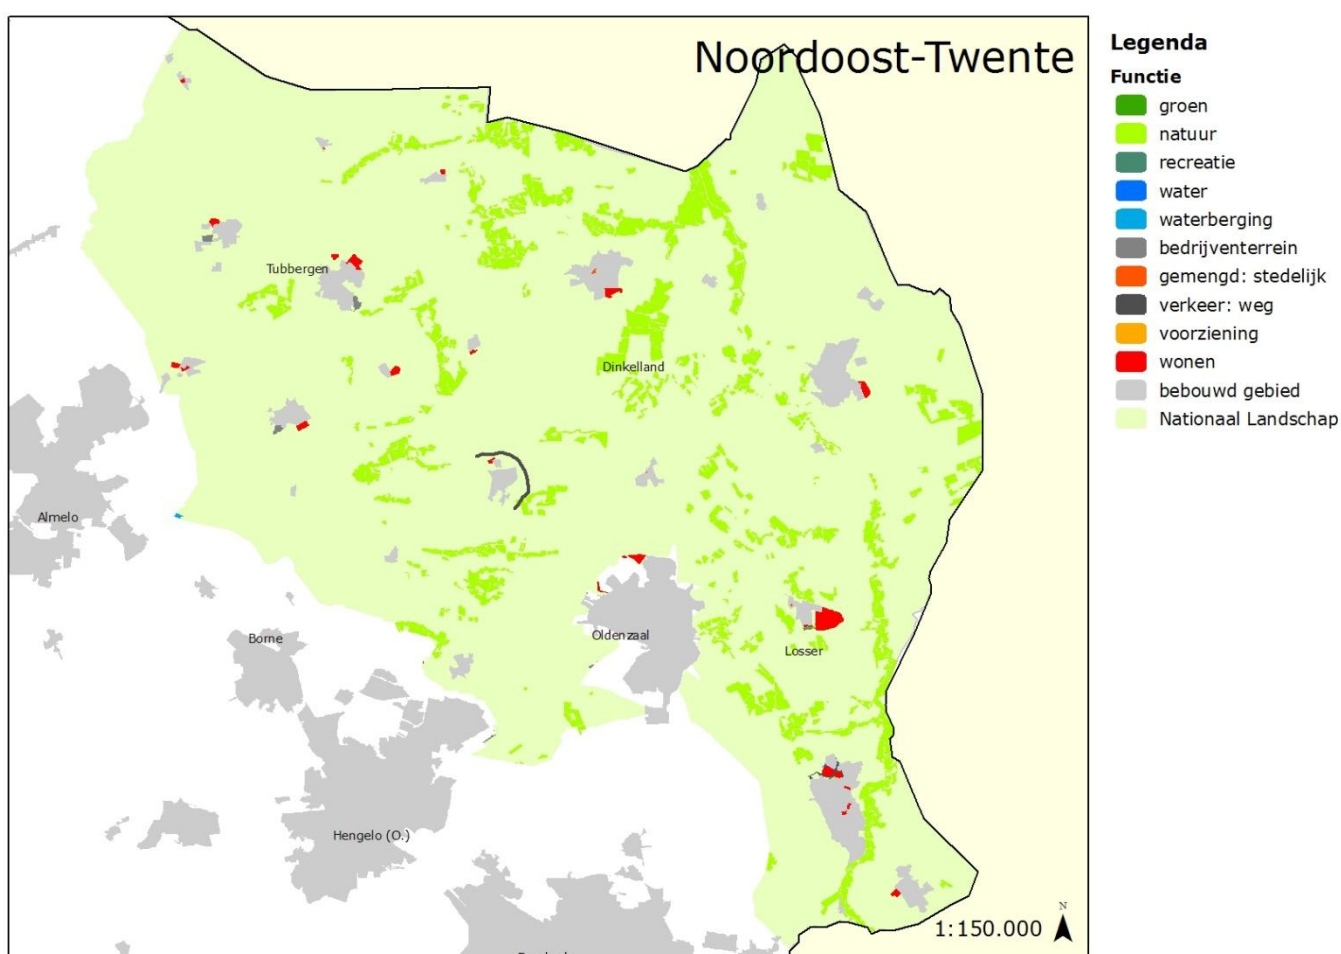 Noordoost-Twente
Legenda
Functie
groen
natuur
recreatie
water
waterberging
bedrijventerrein
gemengd: stedelijk
verkeer: weg
voorziening
wonen
bebouwd gebied
Nationaal Landschap
Tubbergen
Dinkelland
Almelo
Oldenzaal
Borne
Losser
Hengelo (O.)
N
1:150.000